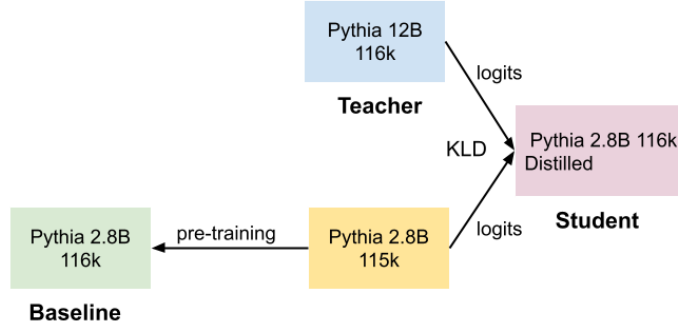 Pythia 12B
116k
Teacher
logits
KLD
Pythia 2.8B 116k
Distilled
Student
logits
Pythia 2.8B
115k
pre-training
Pythia 2.8B
116k
Baseline